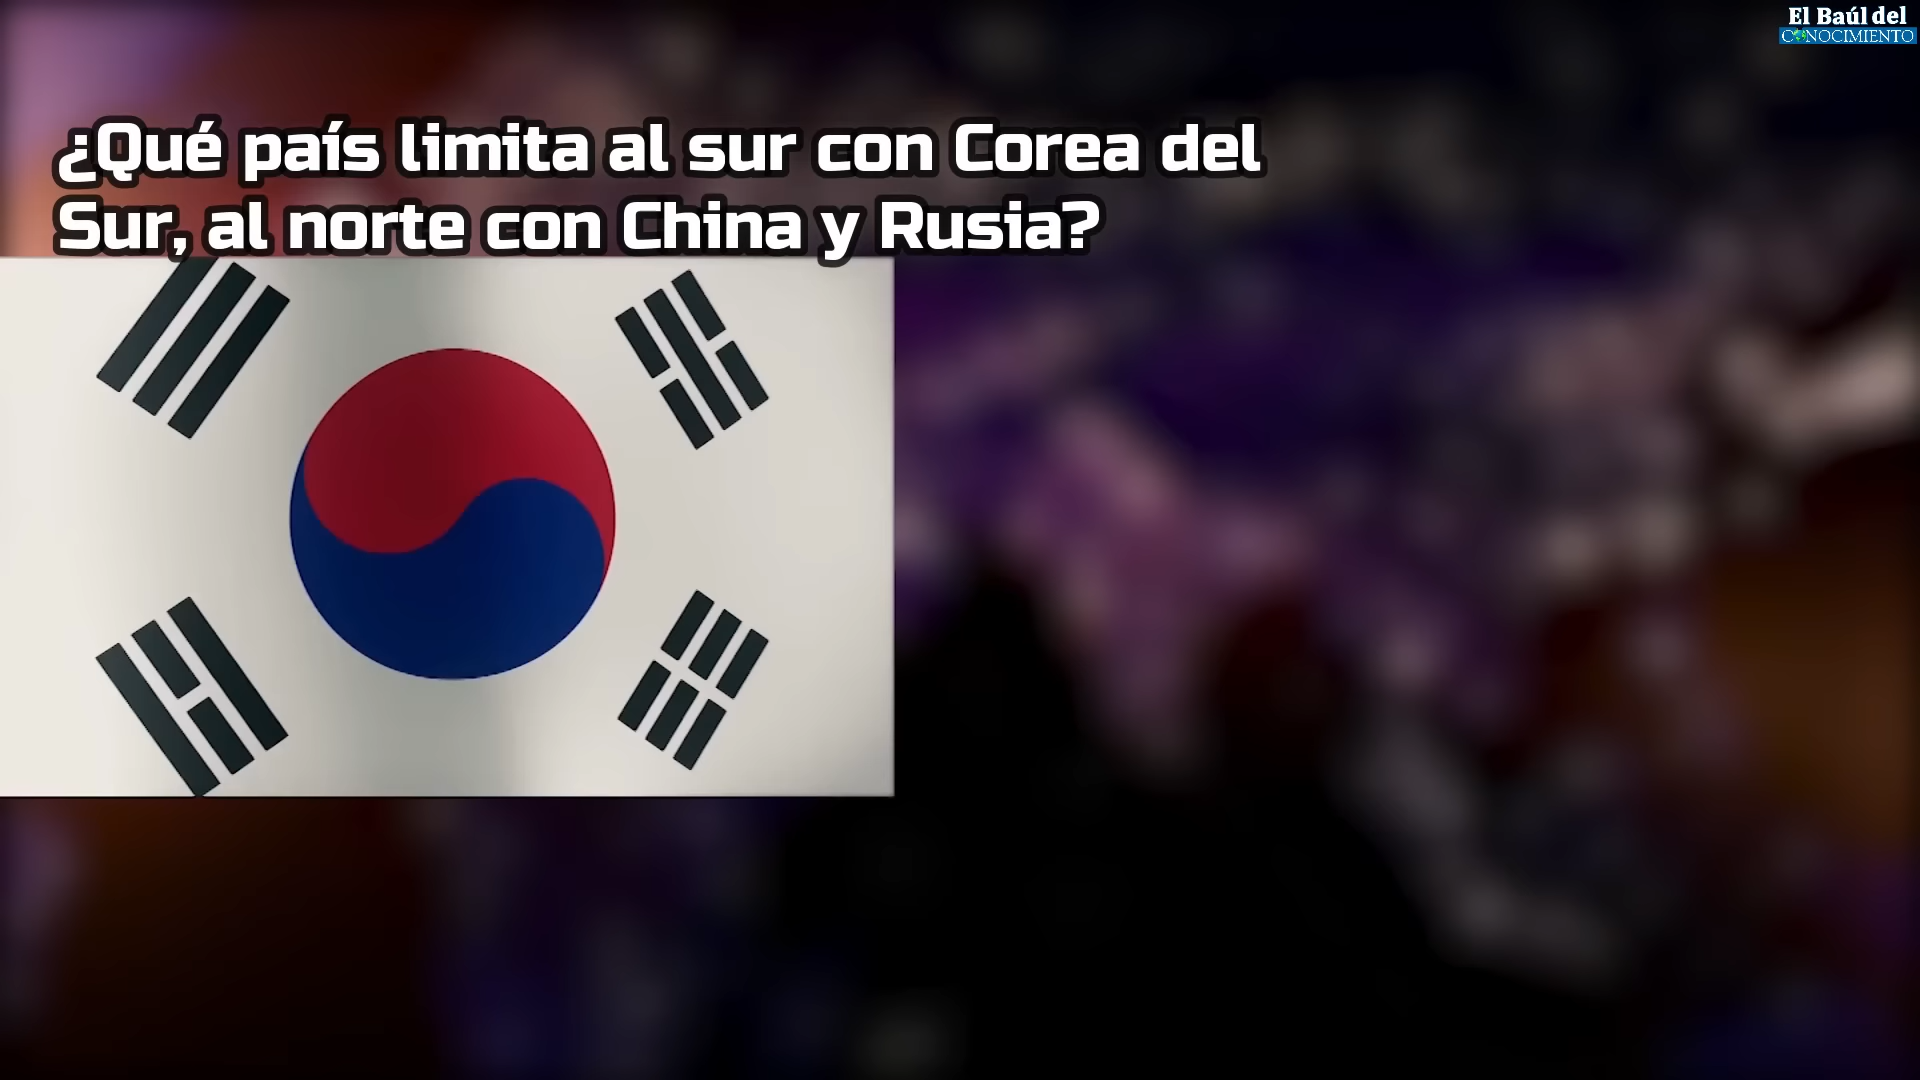 El Baúl del
CONOCIMIENTO
¿Qué país limita al sur con Corea del
Sur, al norte con China y Rusia?